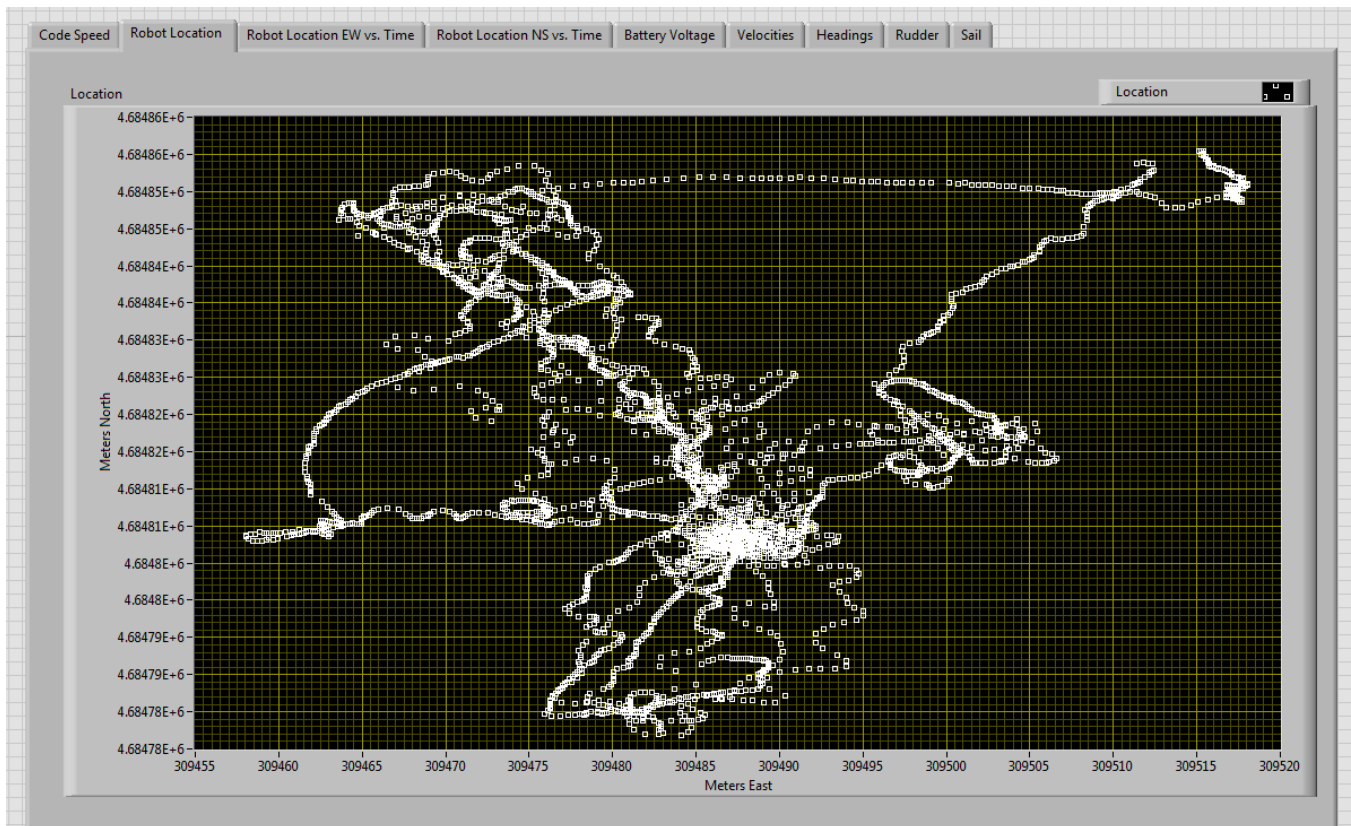 Code Speed Robot Location Robot Location EW vs. Time Robot Location NS vs. Time Battery Voltage Velocities Headings Rudder Sail
Location Location
4.68486E+6
4.68486E+6
4.68485E+6
4.68485E+6
4.68484E+6
4.68484E+6
4.68483E+6
4.68483E+6
4.68482E+6
4.68482E+6
4.68481E+6
4.68481E+6
4.6848E+6
4.6848E+6
4.68479E+6
4.68479E+6
4.68478E+6
4.68478E+6
Meters North
309455 309460 309465 309470 309475 309480 309485 309490 309495 309500 309505 309510 309515 309520
Meters East